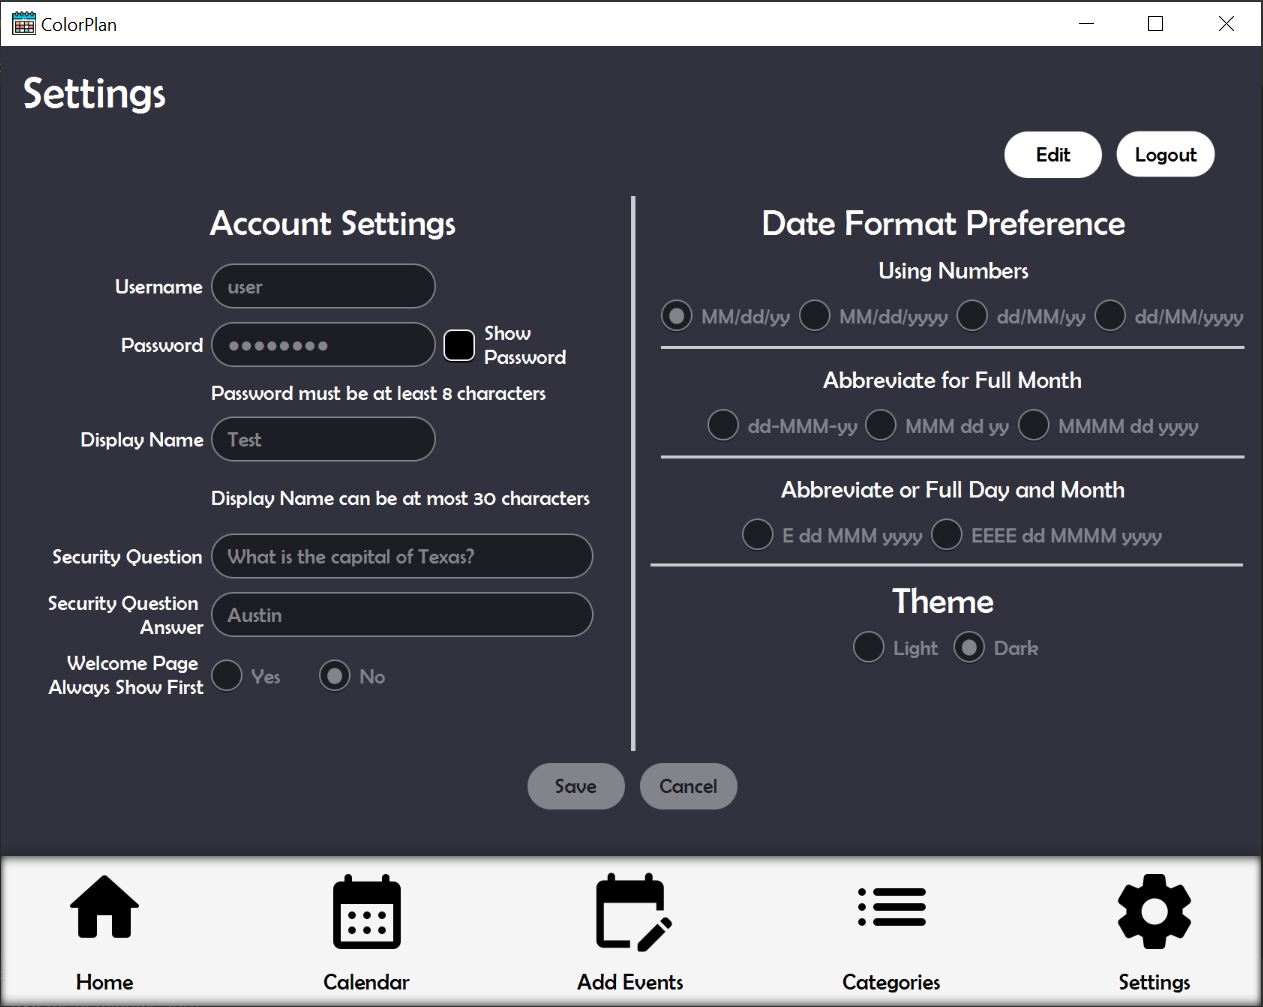 ColorPlan
Settings
Edit
Logout
Account Settings
Username
user
Password
●●●●●●●●
Show
Password
Password must be at least 8 characters
Display Name
Test
Display Name can be at most 30 characters
Security Question
What is the capital of Texas?
Security Question
Answer
Austin
Welcome Page
Always Show First
Yes
No
Date Format Preference
Using Numbers
MM/dd/yy
MM/dd/yyyy
dd/MM/yy
dd/MM/yyyy
Abbreviate for Full Month
dd-MMM-yy
MMM dd yy
MMMM dd yyyy
Abbreviate or Full Day and Month
E dd MMM yyyy
EEEE dd MMMM yyyy
Theme
Light
Dark
Save
Cancel
Home
Calendar
Add Events
Categories
Settings